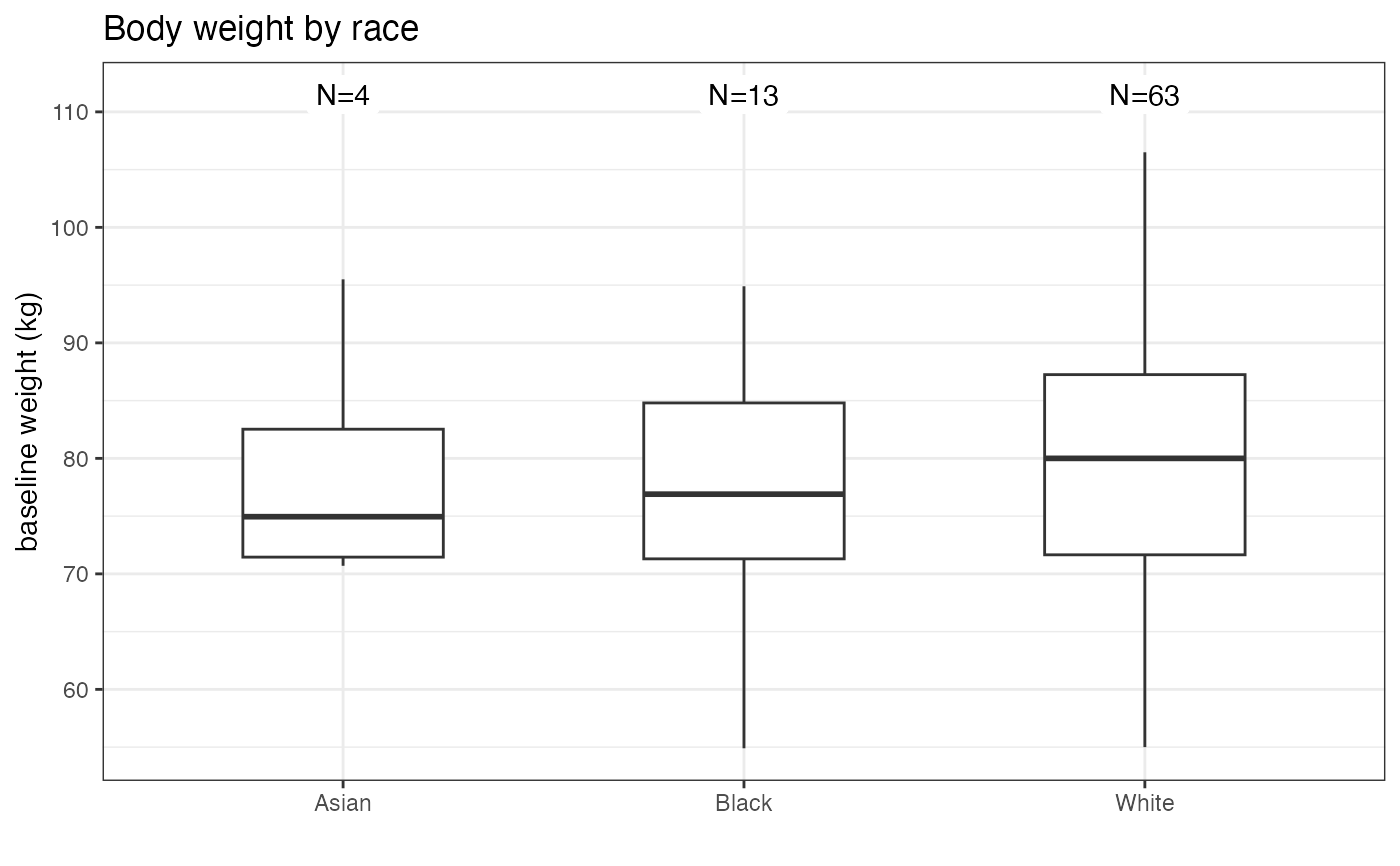 Body weight by race
N=4 N=13 N=63
110
100
90
80
70
60
baseline weight (kg)
Asian Black White